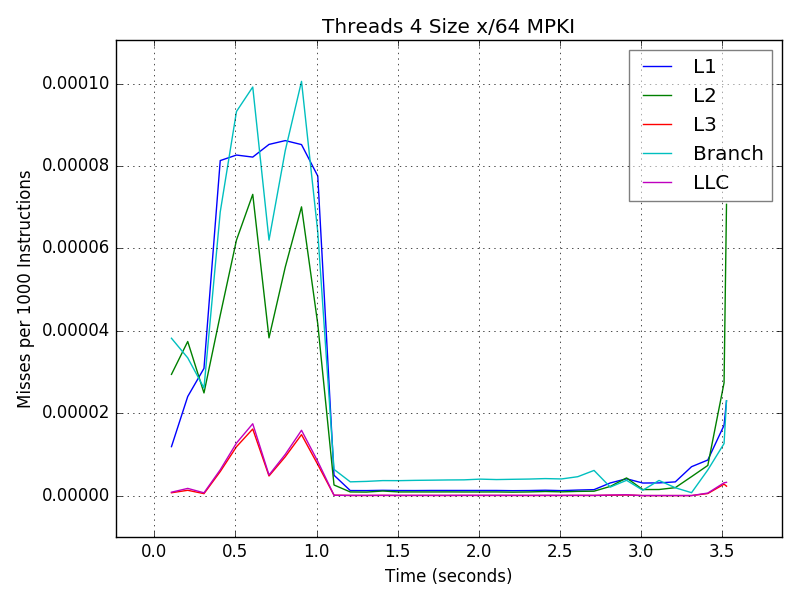 Threads 4 Size x/64 MPKI
L1
L2
L3
Branch
LLC
0.00010
0.00008
0.00006
0.00004
0.00002
0.00000
Misses per 1000 Instructions
0.0 0.5 1.0 1.5 2.0 2.5 3.0 3.5
Time (seconds)